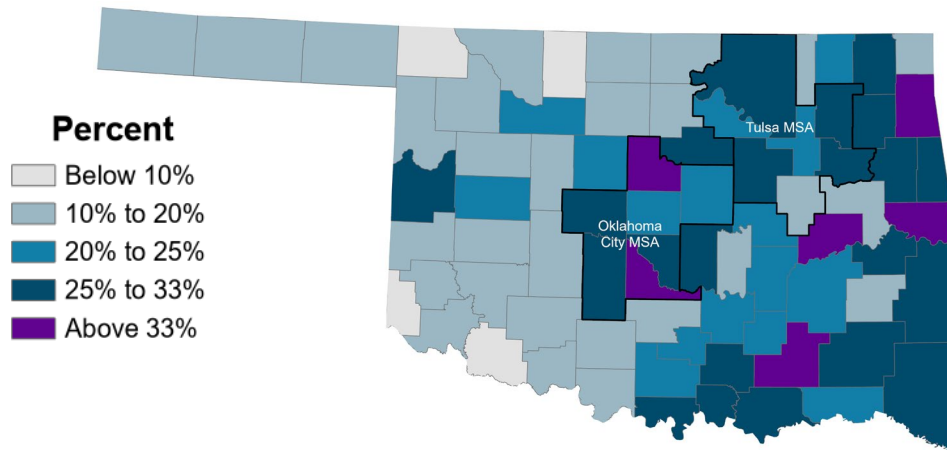 Percent
Below 10%
10% to 20%
20% to 25%
25% to 33%
Above 33%
Tulsa MSA
Oklahoma
City MSA